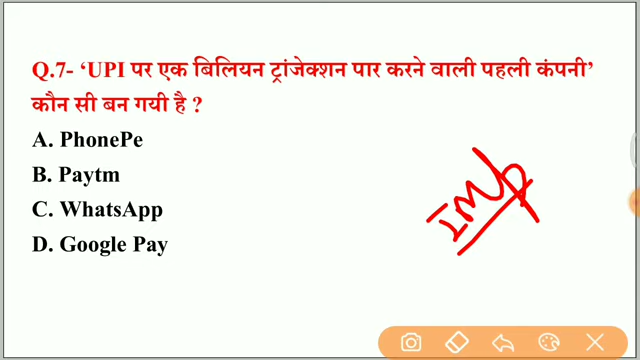 Q.7- ‘UPI पर एक बिलियन ट्रांजेक्शन पार करने वाली पहली कंपनी’
कौन सी बन गयी है ?
A. PhonePe
B. Paytm
C. WhatsApp
D. Google Pay
IMP